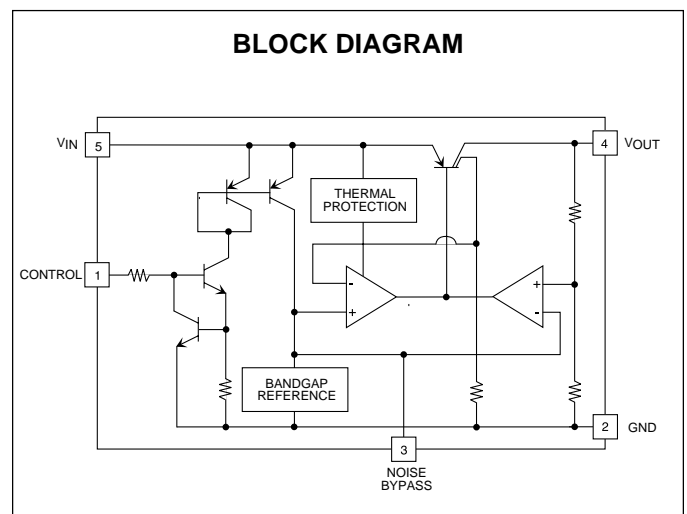 BLOCK DIAGRAM
VIN
5
4
VOUT
THERMAL
PROTECTION
CONTROL
1
-
+
+
-
BANDGAP
REFERENCE
2
GND
3
NOISE
BYPASS